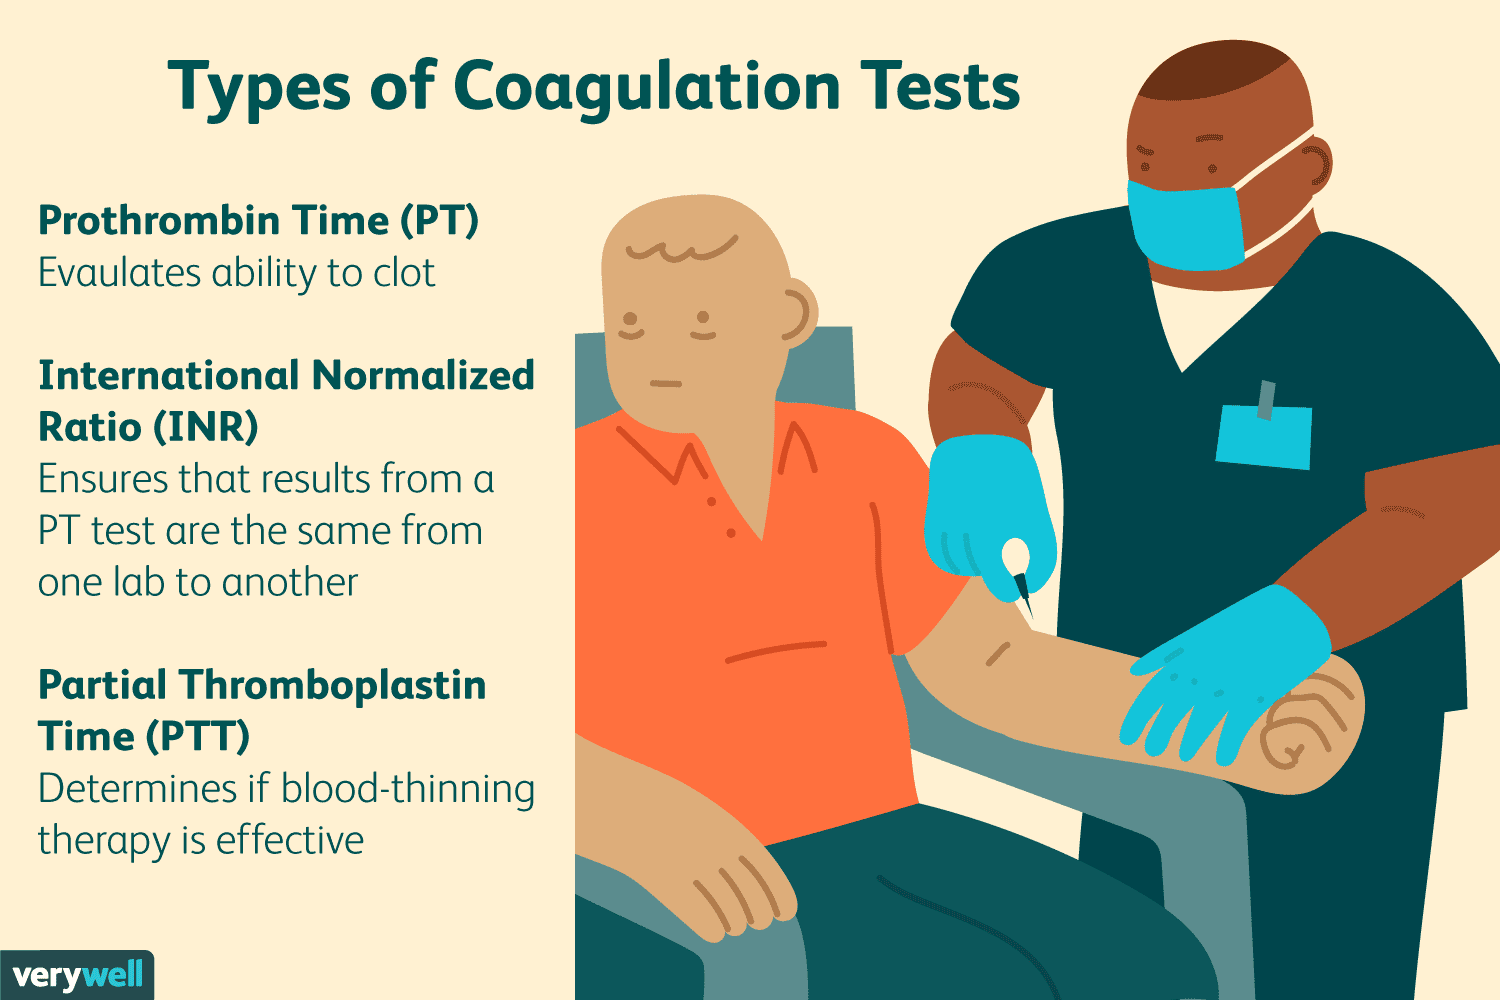 Types of Coagulation Tests
Prothrombin Time (PT)
Evaulates ability to clot
International Normalized
Ratio (INR)
Ensures that results from a
PT test are the same from
one lab to another
Partial Thromboplastin
Time (PTT)
Determines if blood-thinning
therapy is effective
verywell